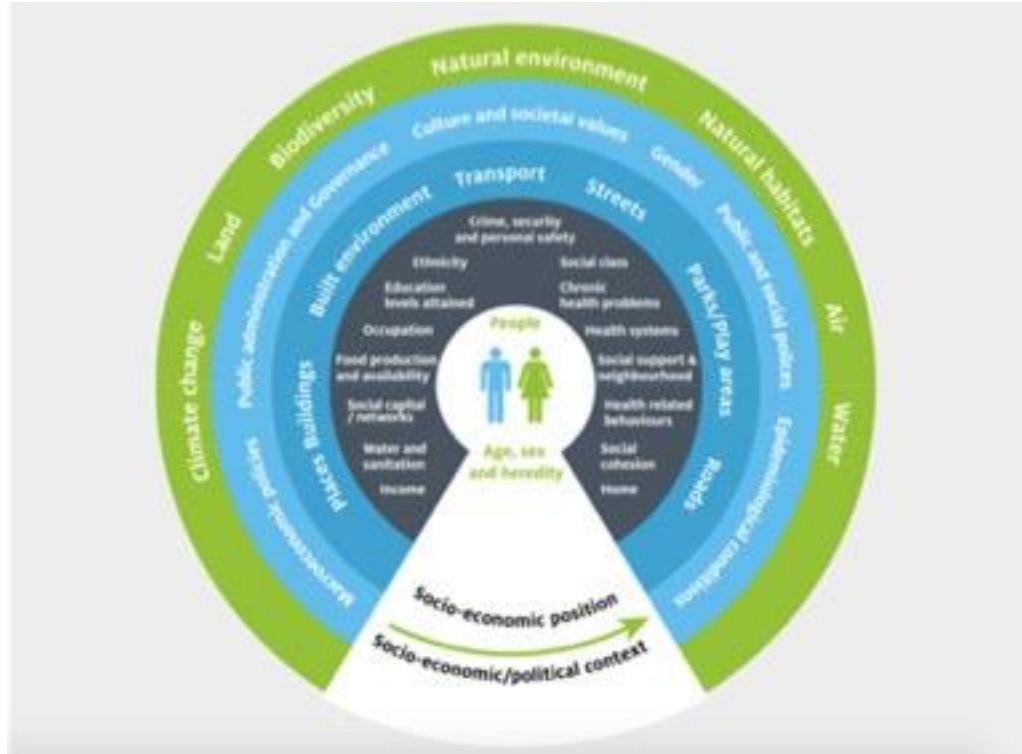 Natural environment
Biodiversity
Natural habitats
Land
Air
Climate change
Water
Culture and societal values
Public administration and Governance
Gender
Public and social polices
Macroeconomic policies
Epidemiological conditions
Transport
Built environment
Streets
Places Buildings
Parks/Play areas
Roads
Crime, security
and personal safety
Ethnicity
Social class
Education
levels attained
Chronic
health problems
Occupation
Health systems
Food production
and availability
Social support &
neighbourhood
Social capital
/ networks
Health related
behaviours
Water and
sanitation
Social
cohesion
Income
Home
People
Age, sex
and heredity
Socio-economic position
Socio-economic/political context